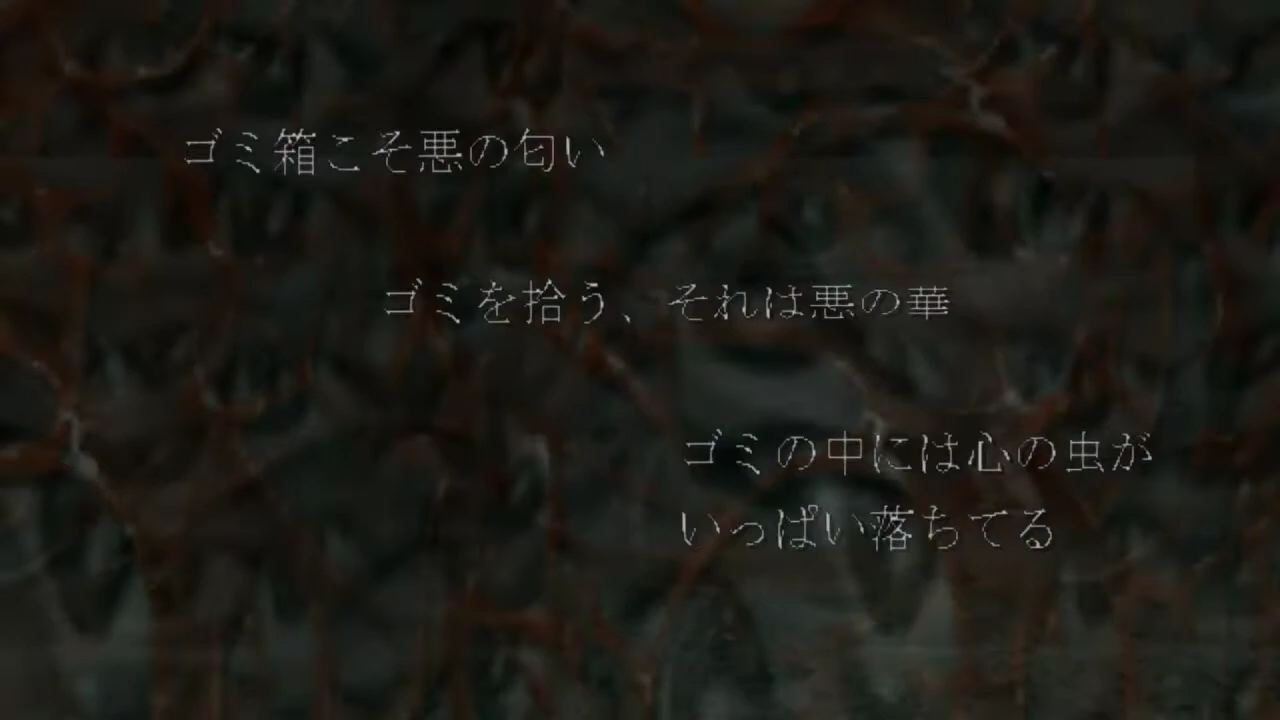 ゴミ箱こそ悪の匂い
ゴミを拾う、それは悪の華
ゴミの中には心の虫が
いっぱい落ちてる